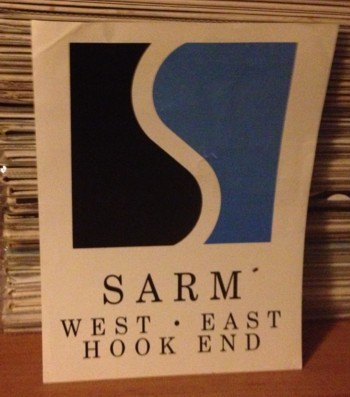 SARM
WEST · EAST
HOOK END